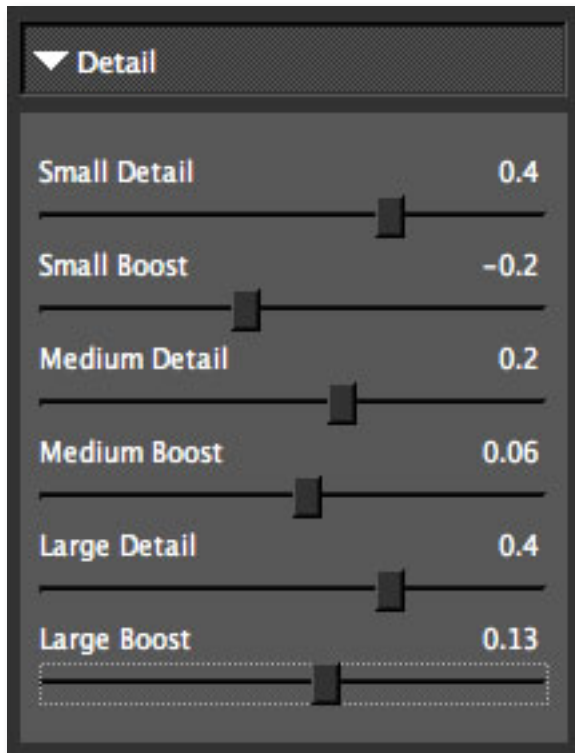 Detail
Small Detail 0.4
Small Boost -0.2
Medium Detail 0.2
Medium Boost 0.06
Large Detail 0.4
Large Boost 0.13